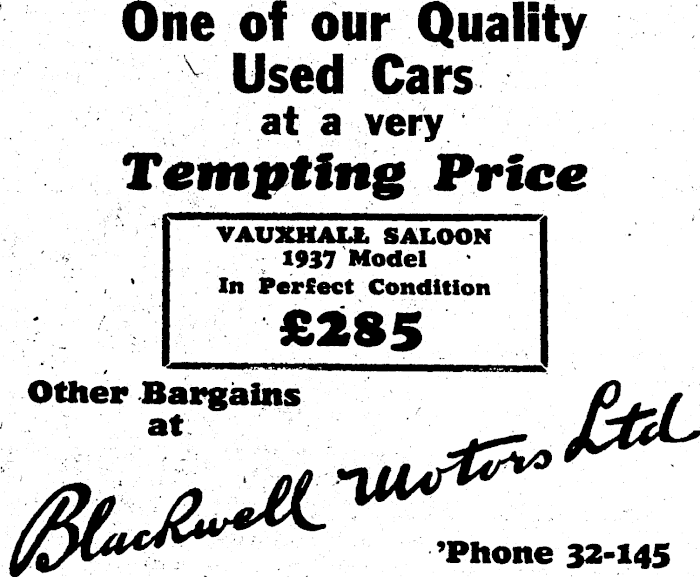 One of our Quality
Used Cars
at a very
Tempting Price
VAUXHALL SALOON
1937 Model
In Perfect Condition
£285
Other Bargains
at
Blackwell Motors Ltd
'Phone 32-145